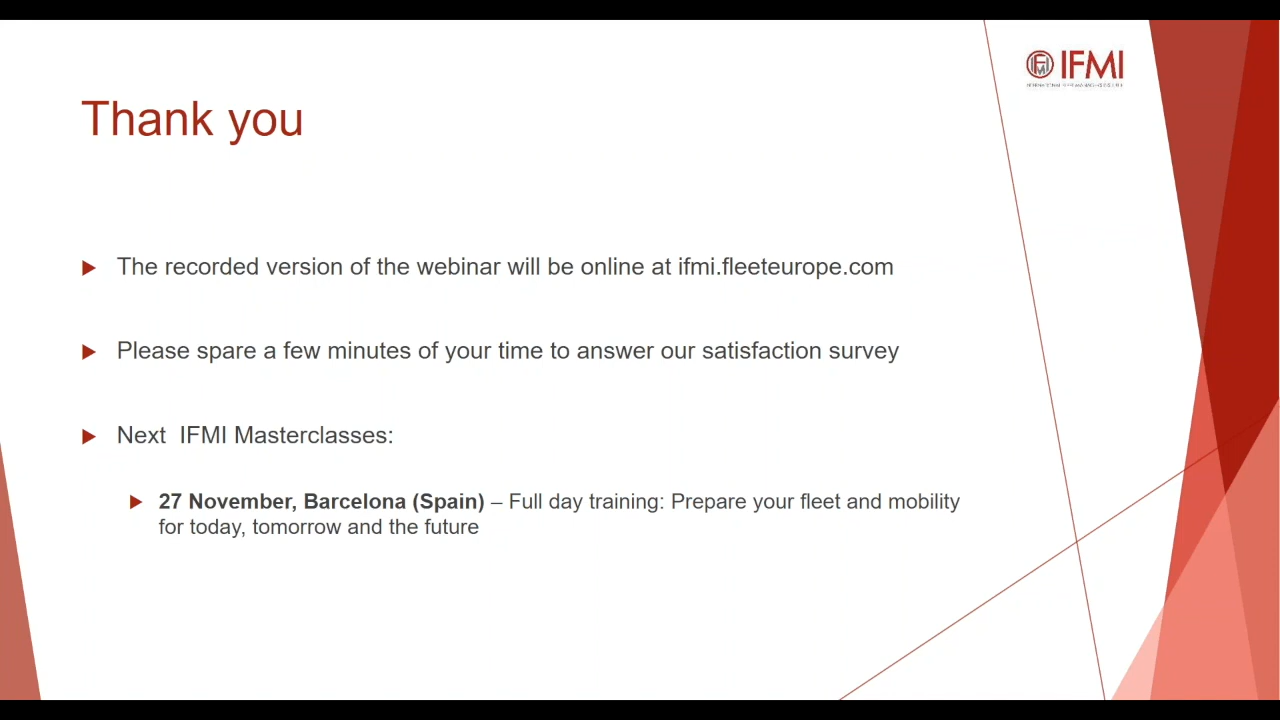 IFMI
Thank you
The recorded version of the webinar will be online at ifmi.fleeteurope.com
Please spare a few minutes of your time to answer our satisfaction survey
Next IFMI Masterclasses:
27 November, Barcelona (Spain) – Full day training: Prepare your fleet and mobility
for today, tomorrow and the future